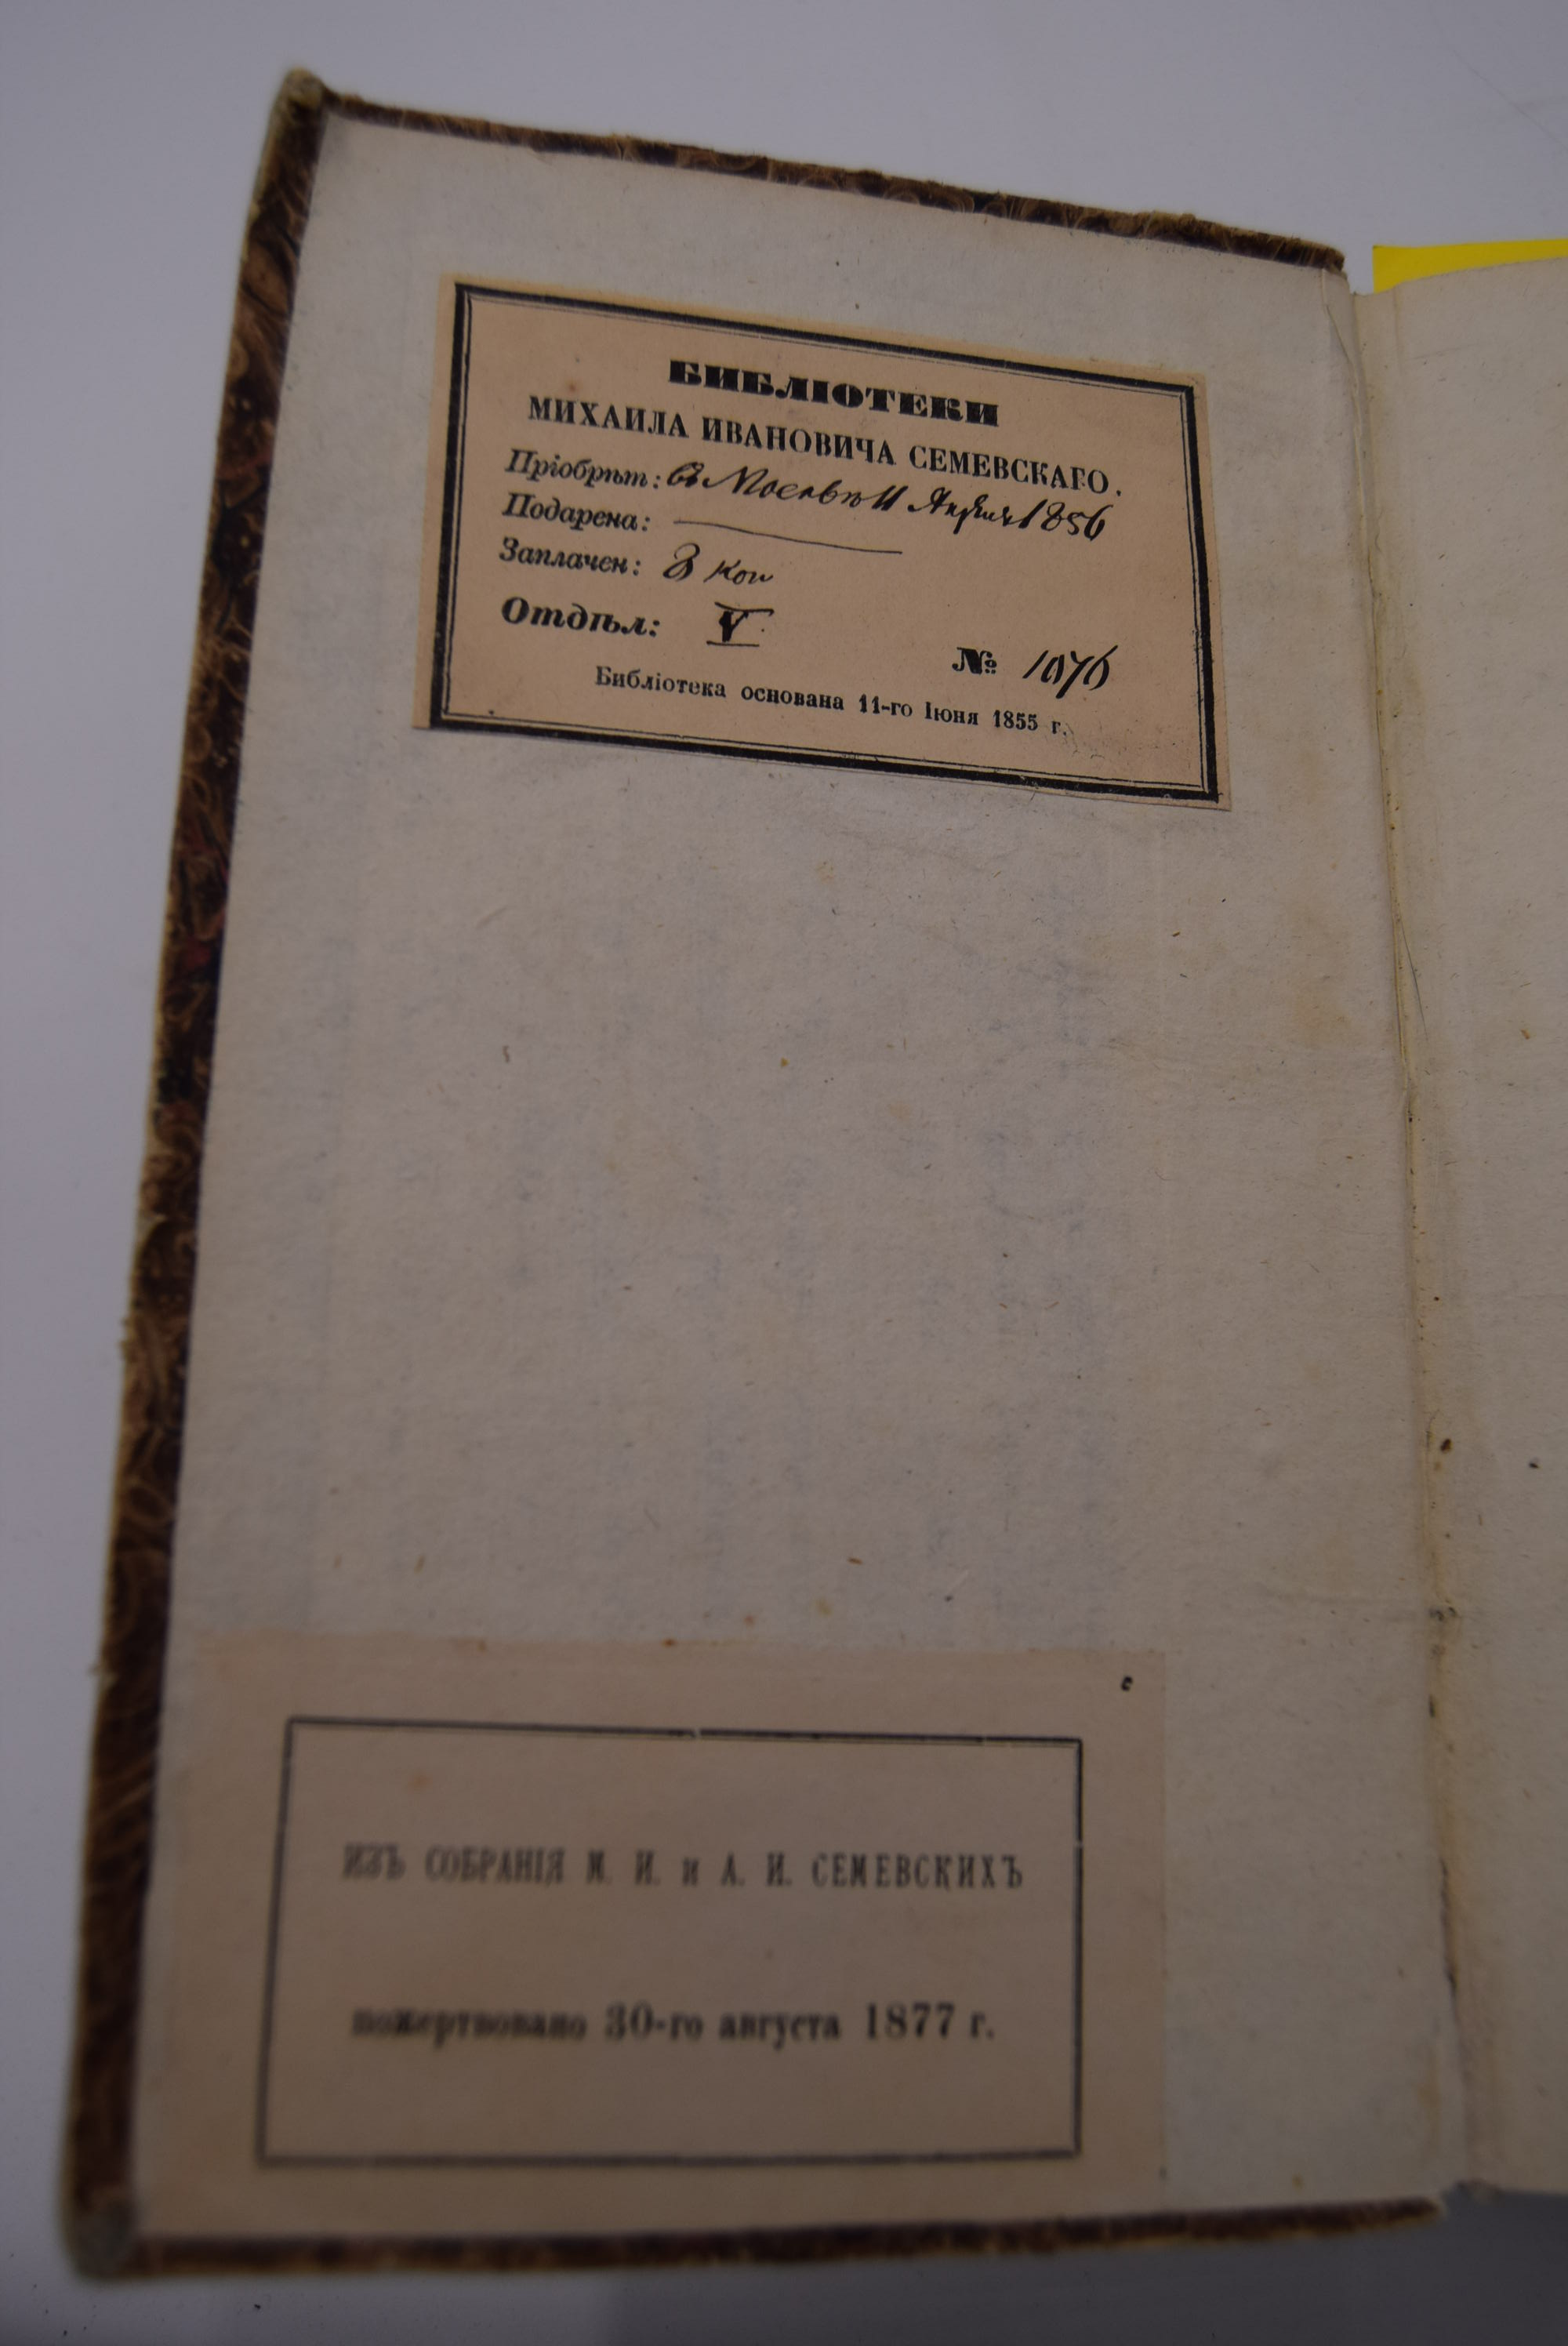 БИБЛІОТЕКИ
МИХАИЛА ИВАНОВИЧА СЕМЕВСКАГО.
Пріобрѣт: въ Москвѣ 11 1856
Подарена:
Заплачен: 8 коп
Отдѣл: V
№ 1076
Библіотека основана 11-го Іюня 1855 г.
ИЗЪ СОБРАНІЯ М. И. и А. И. СЕМЕВСКИХЪ
пожертвовано 30-го августа 1877 г.